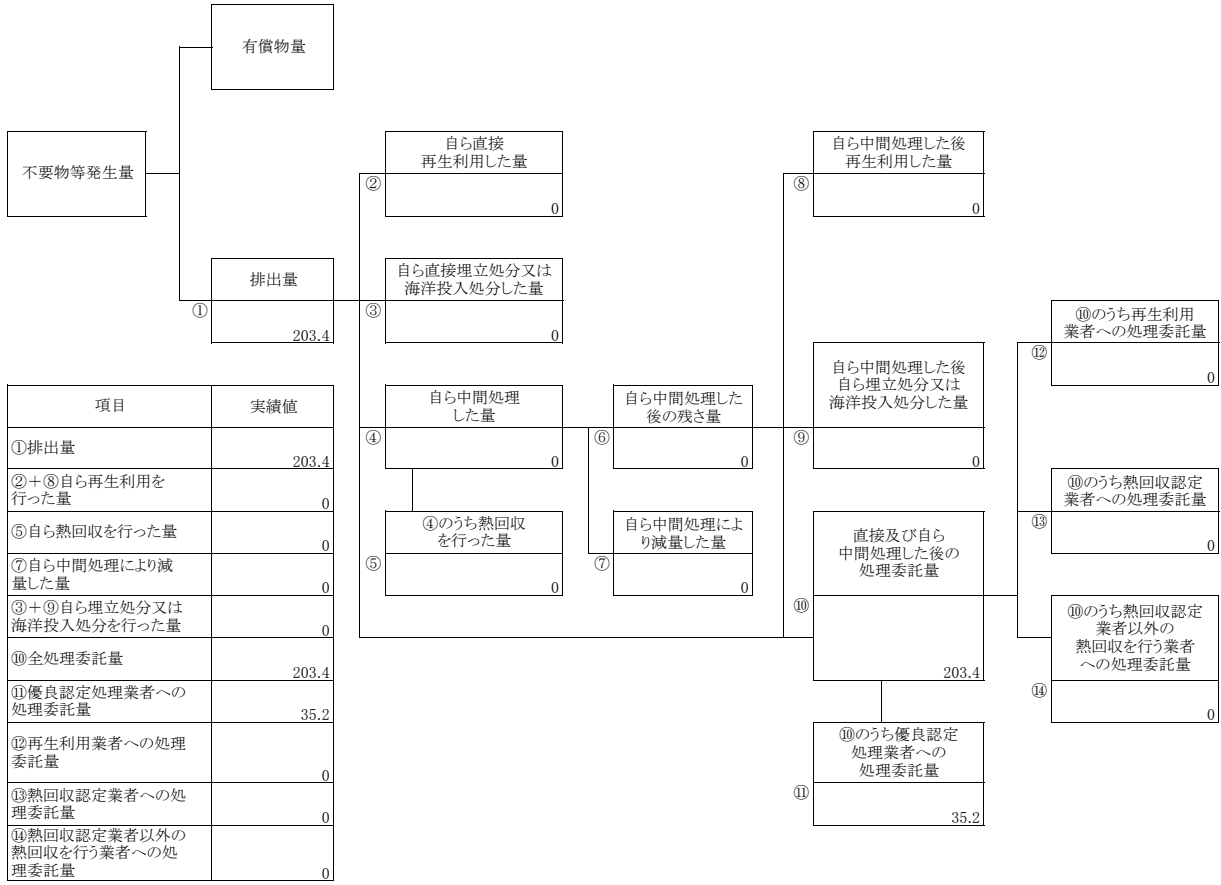 有償物量
不要物等発生量
自ら直接
再生利用した量
②
0
自ら中間処理した後
再生利用した量
⑧
0
排出量
①
203.4
自ら直接埋立処分又は
海洋投入処分した量
③
0
⑩のうち再生利用
業者への処理委託量
⑫
0
自ら中間処理
した量
④
0
自ら中間処理した
後の残さ量
⑥
0
自ら中間処理した後
自ら埋立処分又は
海洋投入処分した量
⑨
0
⑩のうち熱回収認定
業者への処理委託量
⑬
0
④のうち熱回収
を行った量
⑤
0
自ら中間処理によ
り減量した量
⑦
0
直接及び自ら
中間処理した後の
処理委託量
⑩
203.4
⑩のうち熱回収認定
業者以外の
熱回収を行う業者
への処理委託量
⑭
0
⑩のうち優良認定
処理業者への
処理委託量
⑪
35.2
項目
実績値
①排出量
203.4
②＋⑧自ら再生利用を
行った量
0
⑤自ら熱回収を行った量
0
⑦自ら中間処理により減
量した量
0
③＋⑨自ら埋立処分又は
海洋投入処分を行った量
0
⑩全処理委託量
203.4
⑪優良認定処理業者への
処理委託量
35.2
⑫再生利用業者への処理
委託量
0
⑬熱回収認定業者への処
理委託量
0
⑭熱回収認定業者以外の
熱回収を行う業者への処
理委託量
0